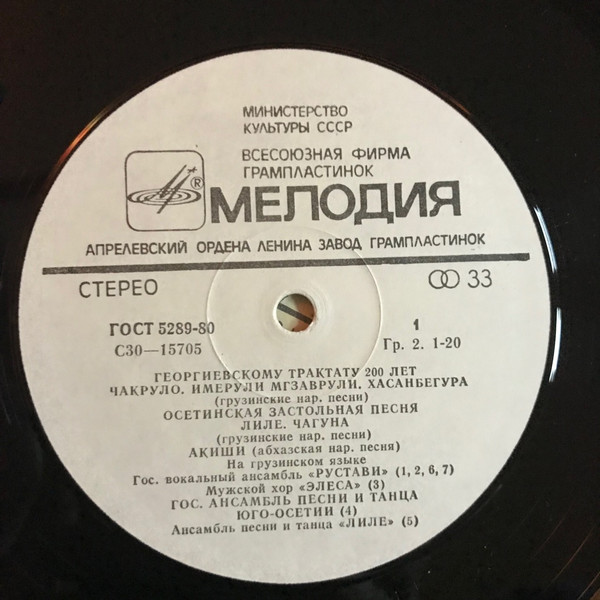 МИНИСТЕРСТВО
КУЛЬТУРЫ СССР
ВСЕСОЮЗНАЯ ФИРМА
ГРАМПЛАСТИНОК
®
МЕЛОДИЯ
АПРЕЛЕВСКИЙ ОРДЕНА ЛЕНИНА ЗАВОД ГРАМПЛАСТИНОК
СТЕРЕО 33
ГОСТ 5289-80 1
С30—15705 Гр. 2. 1-20
ГЕОРГИЕВСКОМУ ТРАКТАТУ 200 ЛЕТ
ЧАКРУЛО. ИМЕРУЛИ МГЗАВРУЛИ. ХАСАНБЕГУРА
(грузинские нар. песни)
ОСЕТИНСКАЯ ЗАСТОЛЬНАЯ ПЕСНЯ
ЛИЛЕ. ЧАГУНА
(грузинские нар. песни)
АКИШИ (абхазская нар. песня)
На грузинском языке
Гос. вокальный ансамбль «РУСТАВИ» (1, 2, 6, 7)
Мужской хор «ЭЛЕСА» (3)
ГОС. АНСАМБЛЬ ПЕСНИ И ТАНЦА
ЮГО-ОСЕТИИ (4)
Ансамбль песни и танца «ЛИЛЕ» (5)